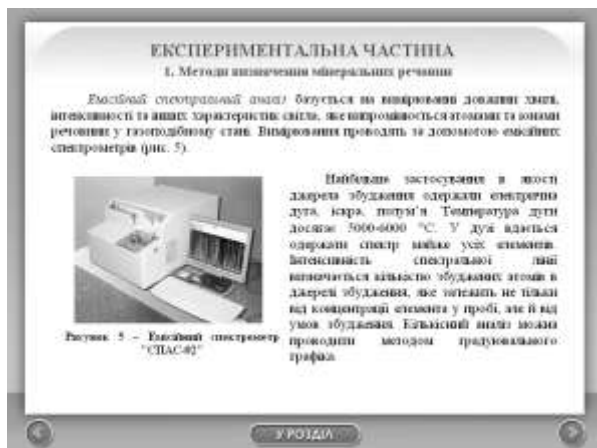 ЕКСПЕРИМЕНТАЛЬНА ЧАСТИНА
1. Методи визначення мінеральних речовин
Емісійний спектральний аналіз базується на вимірюванні довжини хвилі,
інтенсивності та інших характеристик світла, яке випромінюється атомами та іонами
речовини у газоподібному стані. Вимірювання проводять за допомогою емісійних
спектрометрів (рис. 5).
Найбільше застосування в якості
джерела збудження одержали електрична
дуга, іскра, полум'я. Температура дуги
досягає 5000-6000 °С. У дузі вдається
одержати спектр майже усіх елементів.
Інтенсивність спектральної лінії
визначається кількістю збуджених атомів в
джерелі збудження, яке залежить не тільки
від концентрації елемента у пробі, але й від
умов збудження. Кількісний аналіз можна
проводити методом градуювального
графіка.
Рисунок 5 – Емісійний спектрометр
"СПАС-02"
У РОЗДІЛ